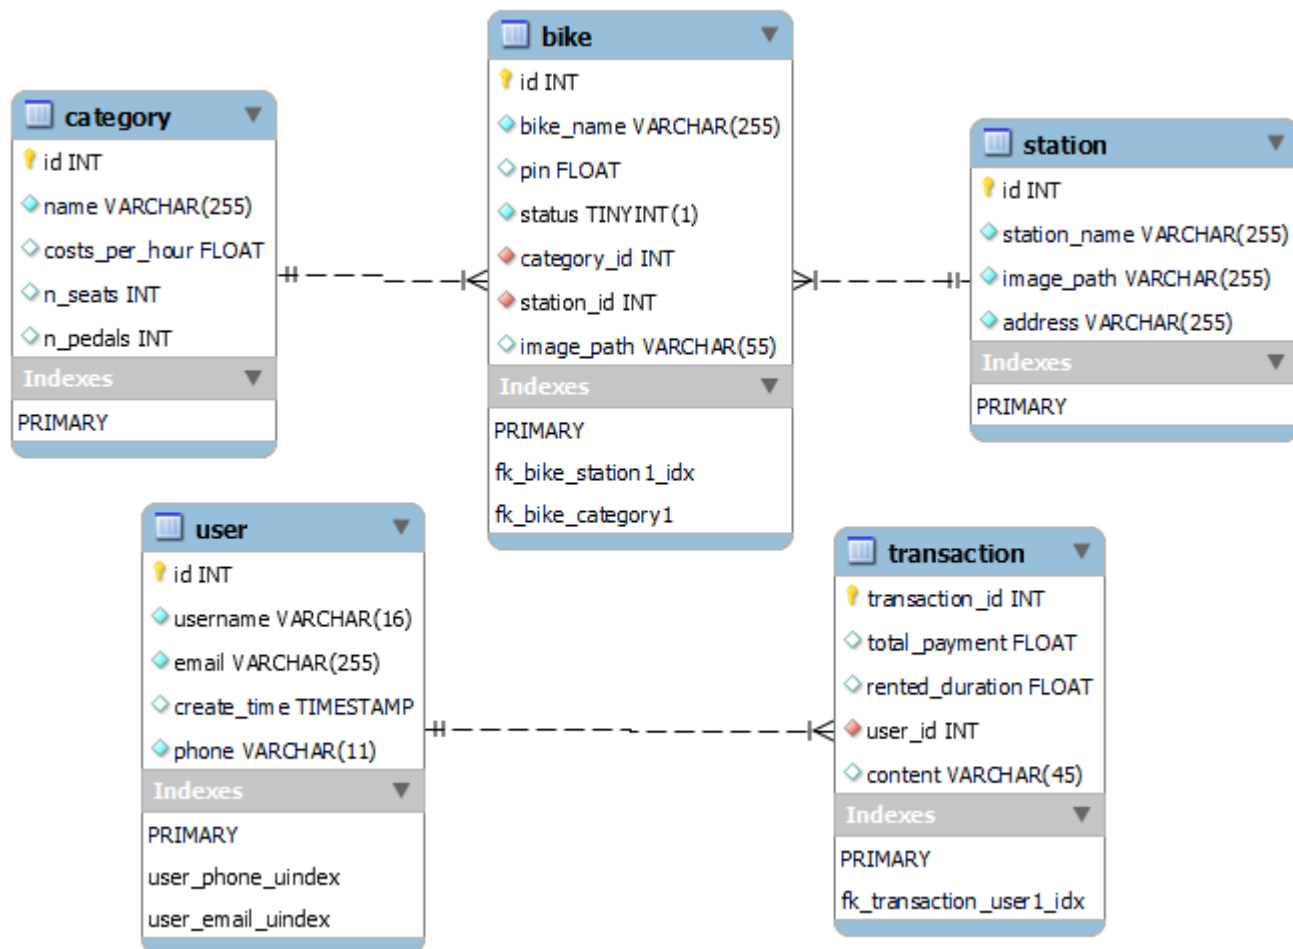 category
id INT
name VARCHAR(255)
costs_per_hour FLOAT
n_seats INT
n_pedals INT
Indexes
PRIMARY
bike
id INT
bike_name VARCHAR(255)
pin FLOAT
status TINYINT(1)
category_id INT
station_id INT
image_path VARCHAR(55)
Indexes
PRIMARY
fk_bike_station1_idx
fk_bike_category1
station
id INT
station_name VARCHAR(255)
image_path VARCHAR(255)
address VARCHAR(255)
Indexes
PRIMARY
user
id INT
username VARCHAR(16)
email VARCHAR(255)
create_time TIMESTAMP
phone VARCHAR(11)
Indexes
PRIMARY
user_phone_uindex
user_email_uindex
transaction
transaction_id INT
total_payment FLOAT
rented_duration FLOAT
user_id INT
content VARCHAR(45)
Indexes
PRIMARY
fk_transaction_user1_idx